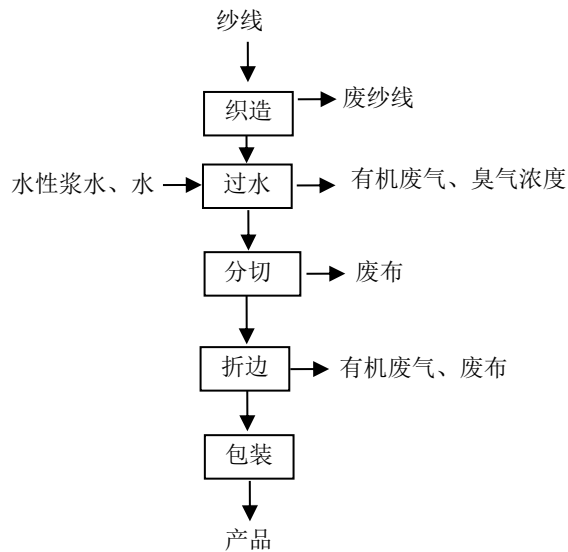 纱线
织造
废纱线
水性浆水、水
过水
有机废气、臭气浓度
分切
废布
折边
有机废气、废布
包装
产品